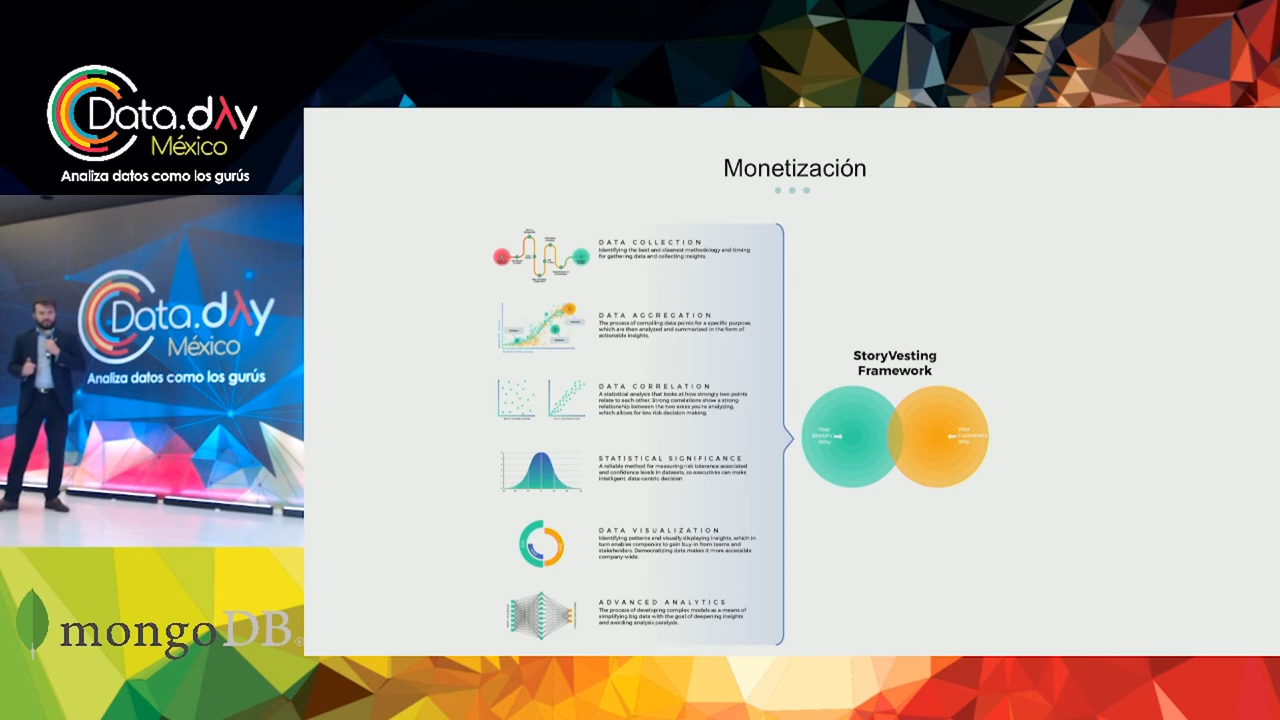 Data.dλy
México
Analiza datos como los gurús
Data.dλy
México
Analiza datos como los gurús
mongoDB
Monetización
DATA COLLECTION
Identifying the best and cleanest methodology and timing
for gathering data and collecting insights.
DATA AGGREGATION
The process of compiling data points for a specific purpose,
which are then analyzed and summarized in the form of
actionable insights.
DATA CORRELATION
A statistical analysis that looks at how strongly two points
relate to each other. Strong correlations show a strong
relationship between the two areas you're analyzing,
which allows for low risk decision making.
STATISTICAL SIGNIFICANCE
A reliable method for measuring risk tolerance associated
and confidence levels in datasets, so executives can make
intelligent data-centric decision
DATA VISUALIZATION
Identifying patterns and visually displaying insights, which in
turn enables companies to gain buy-in from teams and
stakeholders. Democratizing data makes it more accessible
company-wide.
ADVANCED ANALYTICS
The process of developing complex models as a means of
simplifying big data with the goal of deepening insights
and avoiding analysis paralysis.
StoryVesting
Framework
Your
Brand's
Why
Your
Customer's
Why